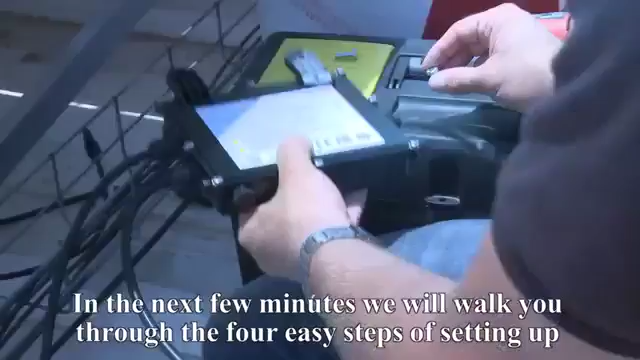 In the next few minutes we will walk you
through the four easy steps of setting up